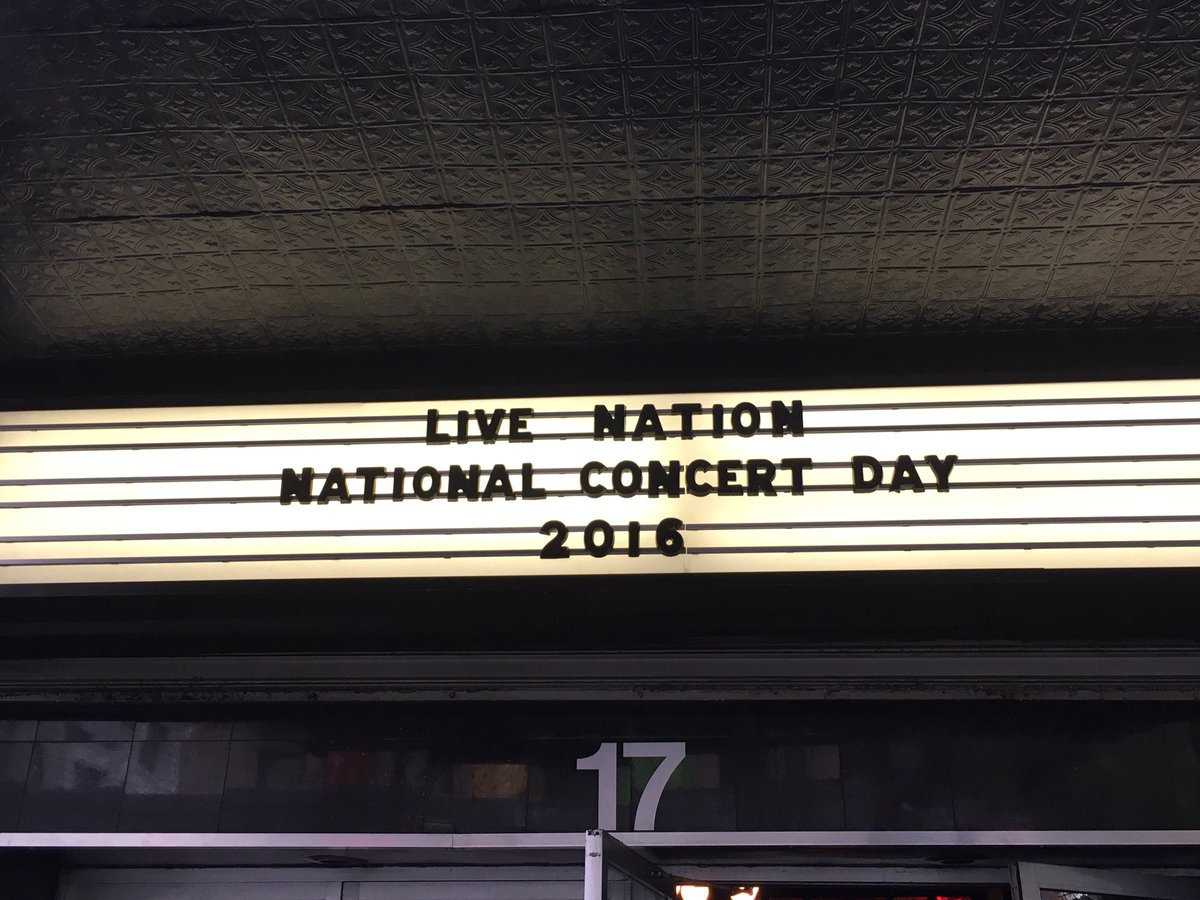 LIVE NATION
NATIONAL CONCERT DAY
2016
17